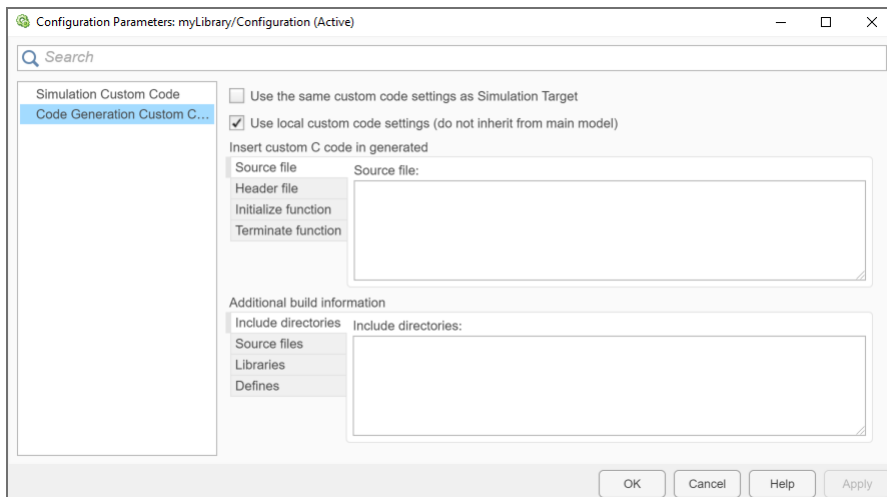 Configuration Parameters: myLibrary/Configuration (Active)
Search
Simulation Custom Code
Code Generation Custom C...
Use the same custom code settings as Simulation Target
Use local custom code settings (do not inherit from main model)
Insert custom C code in generated
Source file
Header file
Initialize function
Terminate function
Source file:
Additional build information
Include directories
Source files
Libraries
Defines
Include directories:
OK
Cancel
Help
Apply